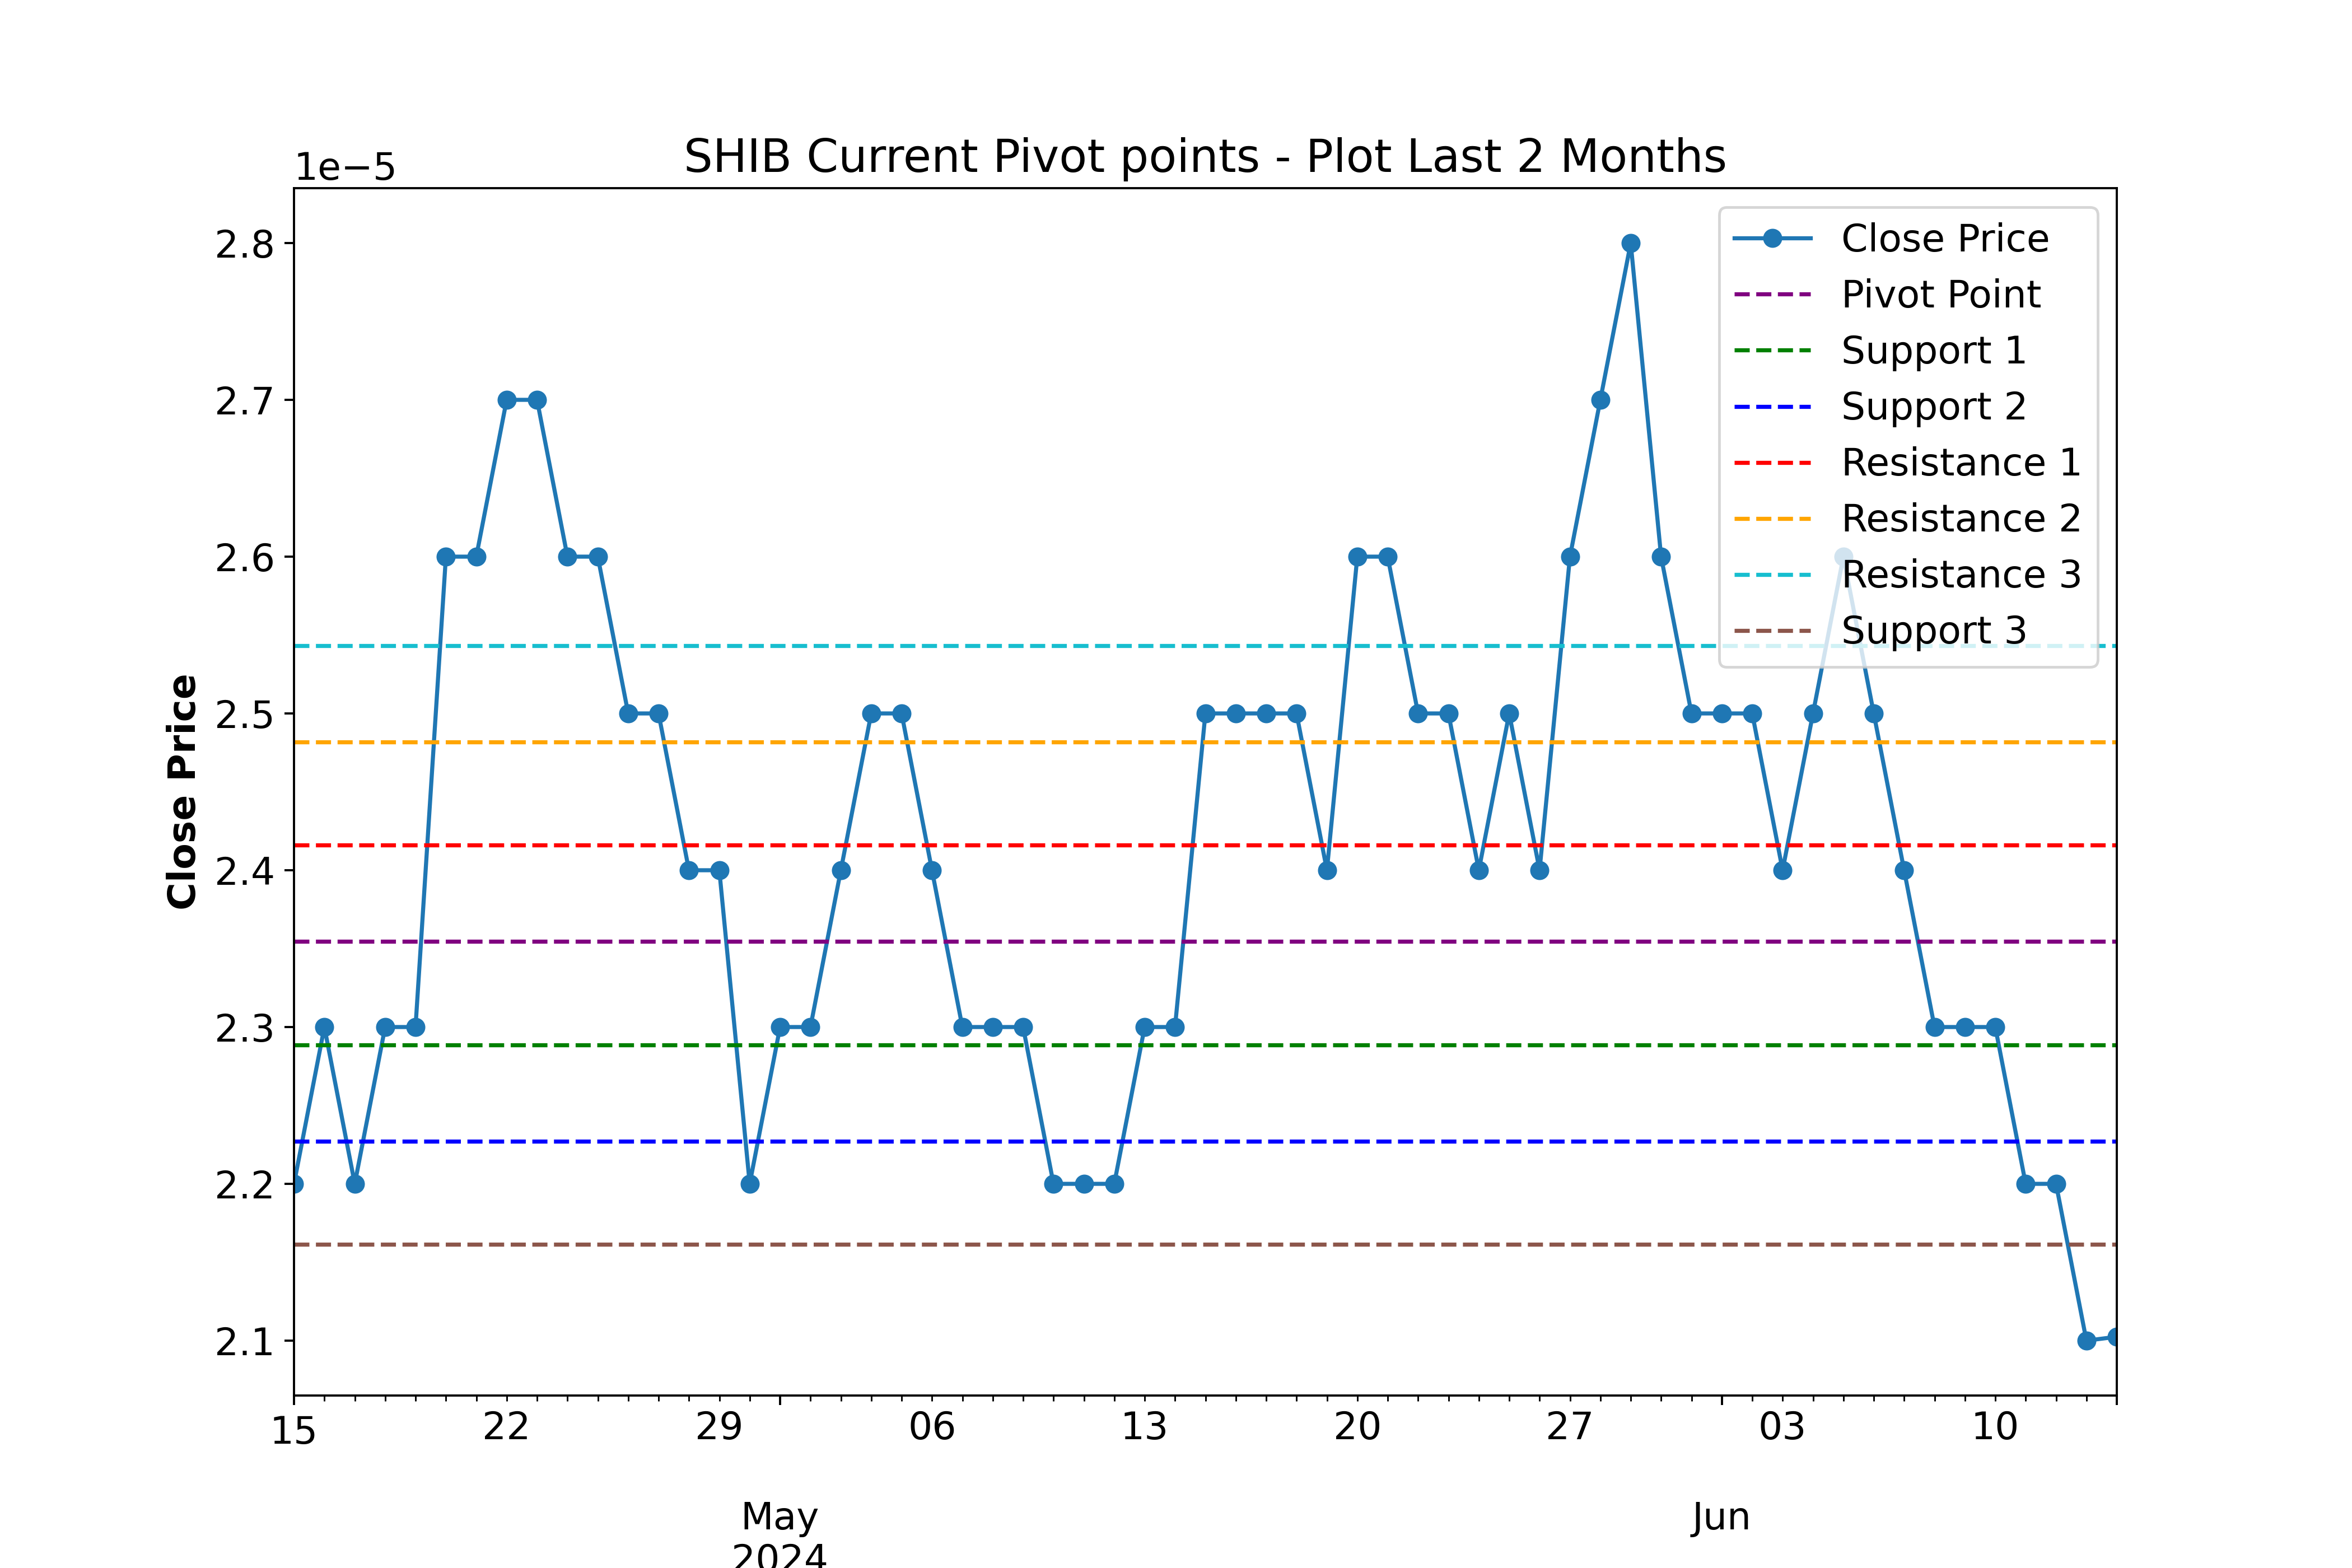 SHIB Current Pivot points - Plot Last 2 Months
1e−5
2.8
2.7
2.6
2.5
2.4
2.3
2.2
2.1
Close Price
Close Price
Pivot Point
Support 1
Support 2
Resistance 1
Resistance 2
Resistance 3
Support 3
15 22 29 06 13 20 27 03 10
May Jun
2024